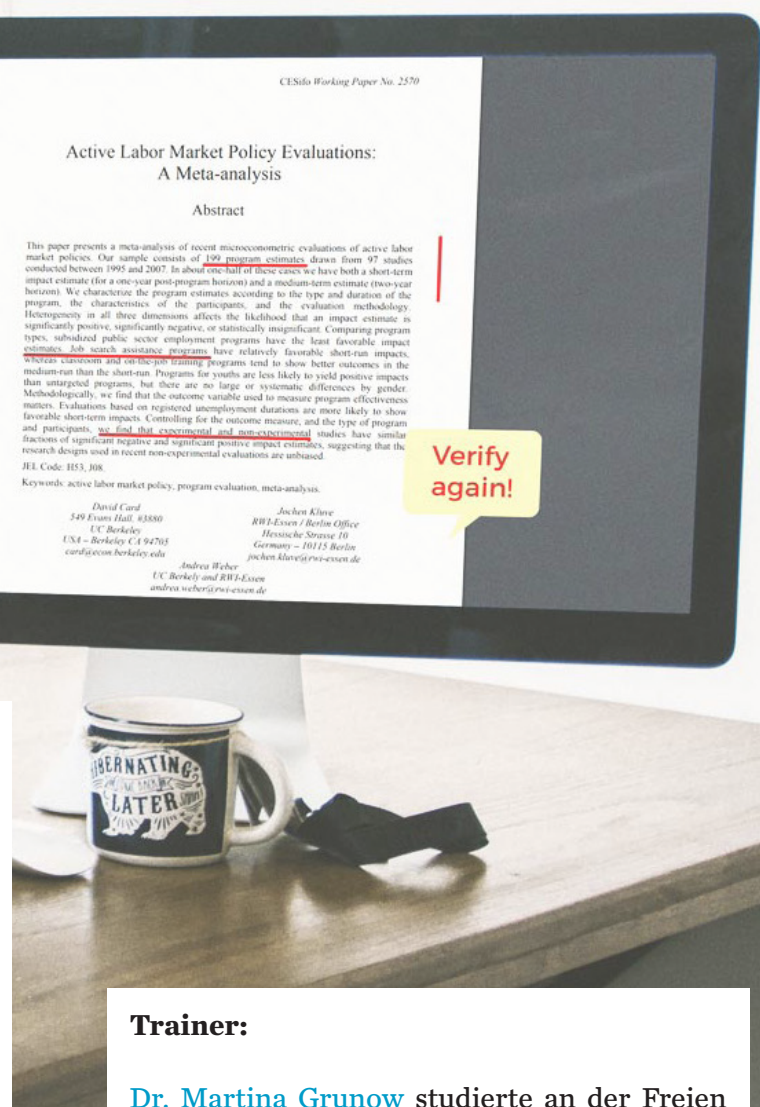 CESifo Working Paper No. 2570
Active Labor Market Policy Evaluations:
A Meta-analysis
Abstract
This paper presents a meta-analysis of recent microeconometric evaluations of active labor
market policies. Our sample consists of 199 program estimates drawn from 97 studies
conducted between 1995 and 2007. In about one-half of these cases we have both a short-term
impact estimate (for a one-year post-program horizon) and a medium-term estimate (two-year
horizon). We characterize the program estimates according to the type and duration of the
program, the characteristics of the participants, and the evaluation methodology.
Heterogeneity in all three dimensions affects the likelihood that an impact estimate is
significantly positive, significantly negative, or statistically insignificant. Comparing program
types, subsidized public sector employment programs have the least favorable impact
estimates. Job search assistance programs have relatively favorable short-run impacts,
whereas classroom and on-the-job training programs tend to show better outcomes in the
medium-run than the short-run. Programs for youths are less likely to yield positive impacts
than untargeted programs, but there are no large or systematic differences by gender.
Methodologically, we find that the outcome variable used to measure program effectiveness
matters. Evaluations based on registered unemployment durations are more likely to show
favorable short-term impacts. Controlling for the outcome measure, and the type of program
and participants, we find that experimental and non-experimental studies have similar
fractions of significant negative and significant positive impact estimates, suggesting that the
research designs used in recent non-experimental evaluations are unbiased.
JEL Code: H53, J08.
Keywords: active labor market policy, program evaluation, meta-analysis.
David Card
549 Evans Hall, #3880
UC Berkeley
USA – Berkeley CA 94705
card@econ.berkeley.edu
Jochen Kluve
RWI-Essen / Berlin Office
Hessische Strasse 10
Germany – 10115 Berlin
jochen.kluve@rwi-essen.de
Andrea Weber
UC Berkely and RWI-Essen
andrea.weber@rwi-essen.de
Verify
again!
HIBERNATING
LATER
Trainer:
Dr. Martina Grunow studierte an der Freien